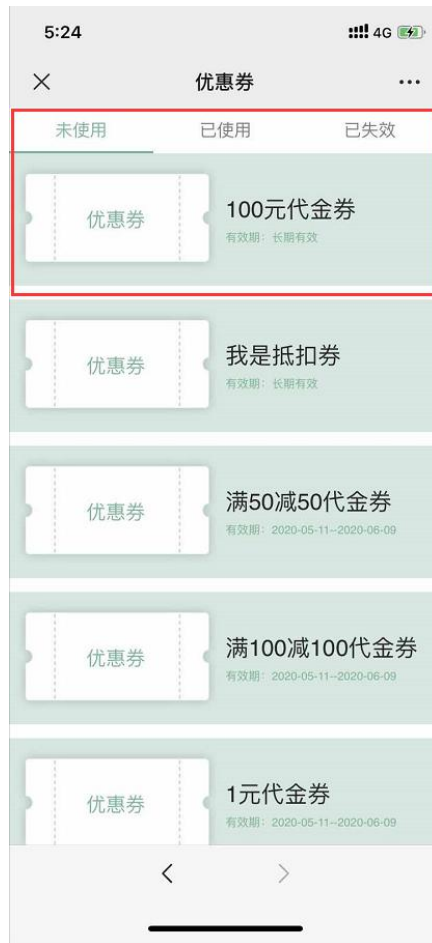 5:24 4G
优惠券
未使用 已使用 已失效
优惠券
100元代金券
有效期：长期有效
优惠券
我是抵扣券
有效期：长期有效
优惠券
满50减50代金券
有效期：2020-05-11--2020-06-09
优惠券
满100减100代金券
有效期：2020-05-11--2020-06-09
优惠券
1元代金券
有效期：2020-05-11--2020-06-09